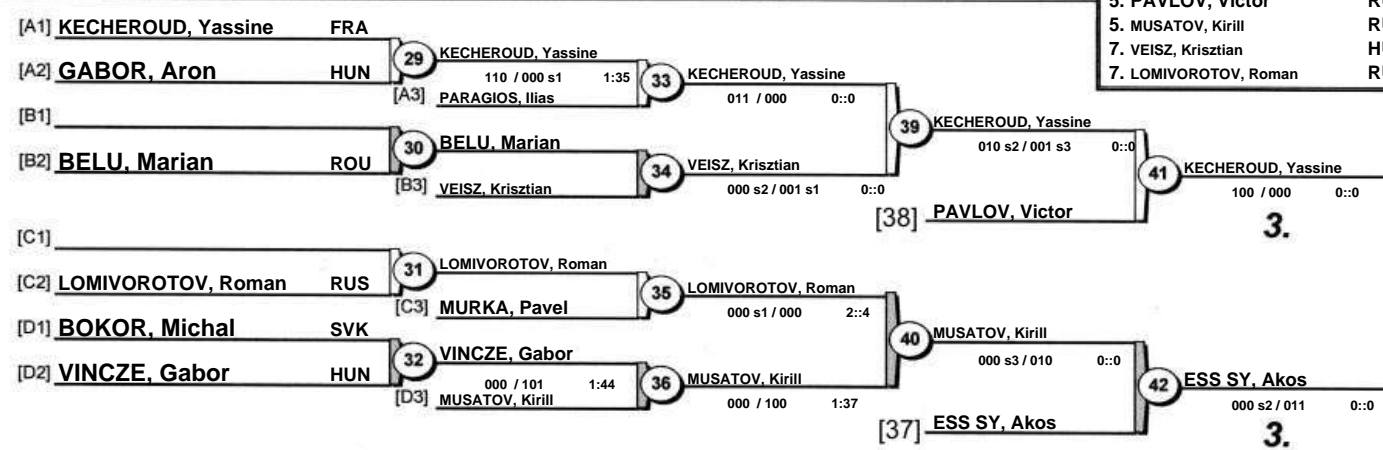 5. PAVLOV, Victor
5. MUSATOV, Kirill
7. VEISZ, Krisztian
7. LOMIVOROTOV, Roman
[A1] KECHEROUD, Yassine FRA
[A2] GABOR, Aron HUN
29 KECHEROUD, Yassine
110 / 000 s1 1:35
[A3] PARAGIOS, Ilias
33 KECHEROUD, Yassine
011 / 000 0::0
[B1]
[B2] BELU, Marian ROU
30 BELU, Marian
[B3] VEISZ, Krisztian
34 VEISZ, Krisztian
000 s2 / 001 s1 0::0
39 KECHEROUD, Yassine
010 s2 / 001 s3 0::0
[38] PAVLOV, Victor
41 KECHEROUD, Yassine
100 / 000 0::0
3.
[C1]
[C2] LOMIVOROTOV, Roman RUS
31 LOMIVOROTOV, Roman
[C3] MURKA, Pavel
35 LOMIVOROTOV, Roman
000 s1 / 000 2::4
[D1] BOKOR, Michal SVK
[D2] VINCZE, Gabor HUN
32 VINCZE, Gabor
000 / 101 1:44
[D3] MUSATOV, Kirill
36 MUSATOV, Kirill
000 / 100 1:37
40 MUSATOV, Kirill
000 s3 / 010 0::0
[37] ESS SY, Akos
42 ESS SY, Akos
000 s2 / 011 0::0
3.